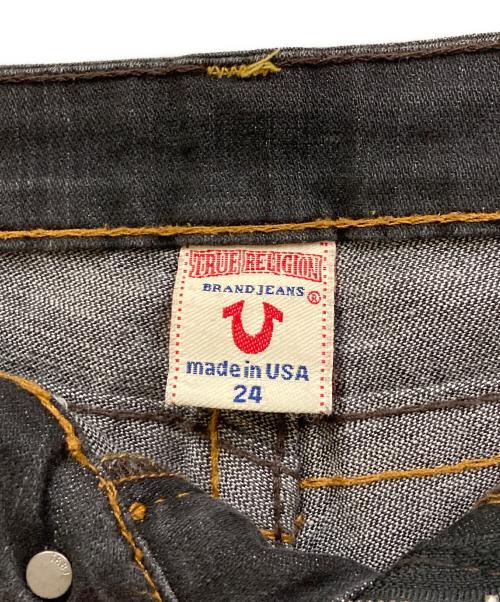 TRUE RELIGION
BRAND JEANS ®
made in USA
24